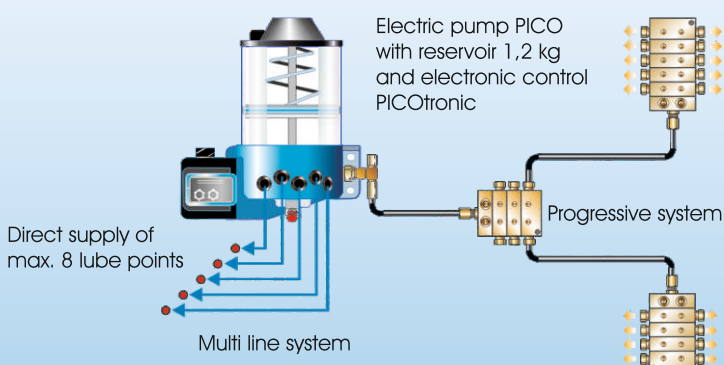 Electric pump PICO
with reservoir 1,2 kg
and electronic control
PICOtronic
Progressive system
Direct supply of
max. 8 lube points
Multi line system